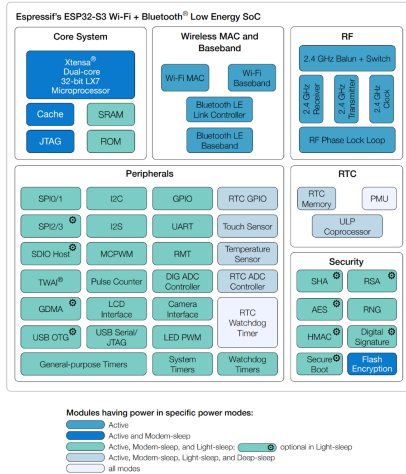 Espressif's ESP32-S3 Wi-Fi + Bluetooth® Low Energy SoC
Core System
Xtensa®
Dual-core
32-bit LX7
Microprocessor
Cache
SRAM
JTAG
ROM
Wireless MAC and
Baseband
Wi-Fi MAC
Wi-Fi
Baseband
Bluetooth LE
Link Controller
Bluetooth LE
Baseband
RF
2.4 GHz Balun + Switch
2.4 GHz
Receiver
2.4 GHz
Transmitter
2.4 GHz
Clock
RF Phase Lock Loop
Peripherals
SPI0/1
I2C
GPIO
RTC GPIO
SPI2/3
I2S
UART
Touch Sensor
SDIO Host
MCPWM
RMT
Temperature
Sensor
TWAI®
Pulse Counter
DIG ADC
Controller
RTC ADC
Controller
GDMA
LCD
Interface
Camera
Interface
RTC
Watchdog
Timer
USB OTG
USB Serial/
JTAG
LED PWM
General-purpose Timers
System
Timers
Watchdog
Timers
RTC
RTC
Memory
PMU
ULP
Coprocessor
Security
SHA
RSA
AES
RNG
HMAC
Digital
Signature
Secure
Boot
Flash
Encryption
Modules having power in specific power modes:
Active
Active and Modem-sleep
Active, Modem-sleep, and Light-sleep; optional in Light-sleep
Active, Modem-sleep, Light-sleep, and Deep-sleep
all modes